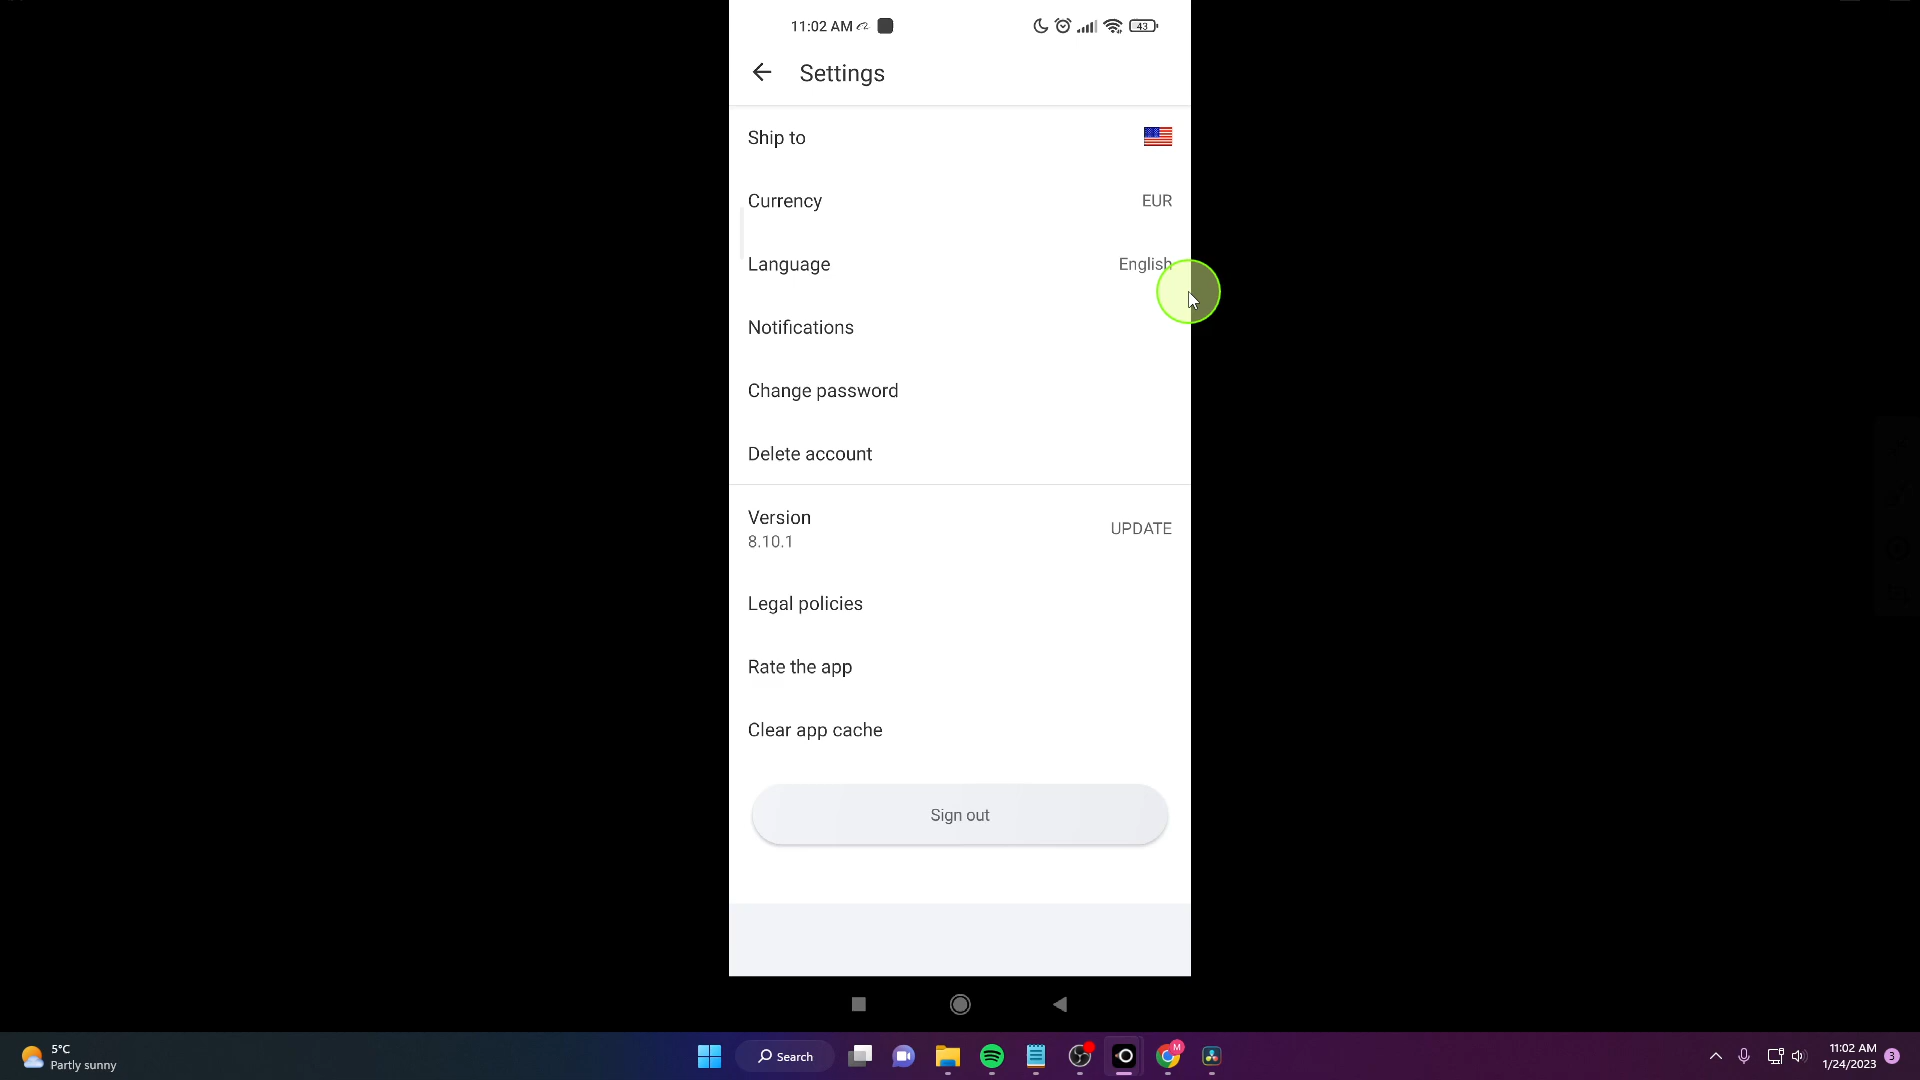 11:02 AM
43
Settings
Ship to
Currency
EUR
Language
English
Notifications
Change password
Delete account
Version
8.10.1
UPDATE
Legal policies
Rate the app
Clear app cache
Sign out
5°C
Partly sunny
Search
M
11:02 AM
1/24/2023
3